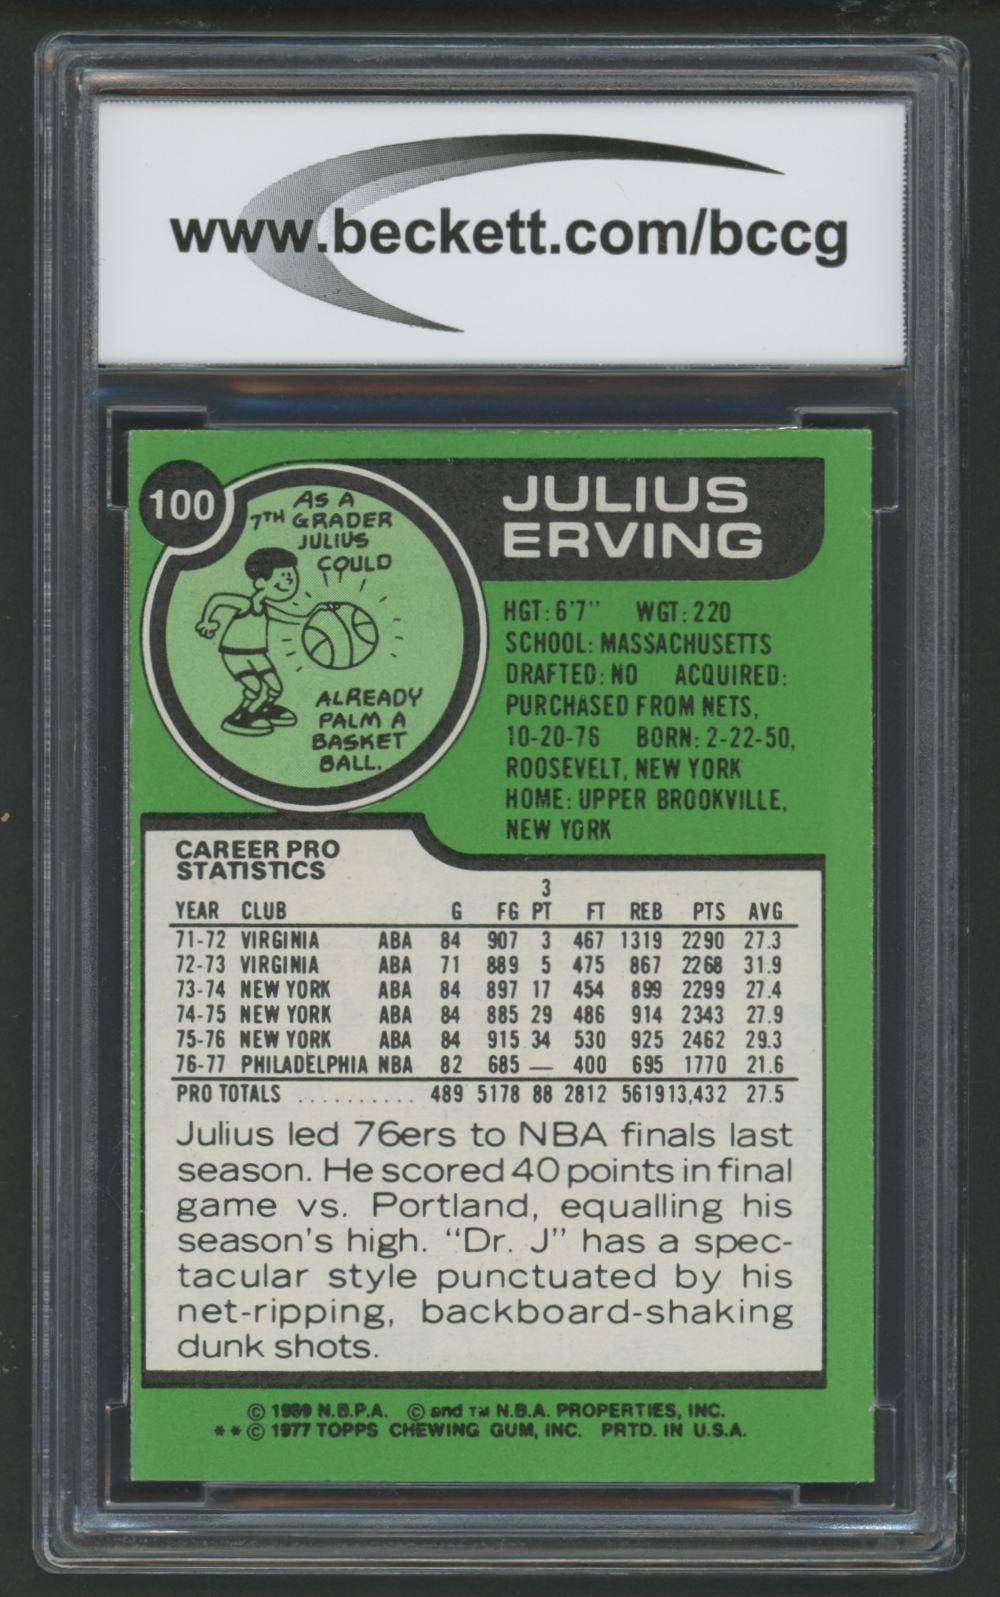 www.beckett.com/bccg
100
AS A
7TH GRADER
JULIUS
COULD
ALREADY
PALM A
BASKET
BALL.
JULIUS
ERVING
HGT: 6'7" WGT: 220
SCHOOL: MASSACHUSETTS
DRAFTED: NO ACQUIRED:
PURCHASED FROM NETS,
10-20-76 BORN: 2-22-50,
ROOSEVELT, NEW YORK
HOME: UPPER BROOKVILLE,
NEW YORK
CAREER PRO
STATISTICS
3
YEAR CLUB G FG PT FT REB PTS AVG
71-72 VIRGINIA ABA 84 907 3 467 1319 2290 27.3
72-73 VIRGINIA ABA 71 889 5 475 867 2268 31.9
73-74 NEW YORK ABA 84 897 17 454 899 2299 27.4
74-75 NEW YORK ABA 84 885 29 486 914 2343 27.9
75-76 NEW YORK ABA 84 915 34 530 925 2462 29.3
76-77 PHILADELPHIA NBA 82 685 — 400 695 1770 21.6
PRO TOTALS .......... 489 5178 88 2812 5619 13,432 27.5
Julius led 76ers to NBA finals last
season. He scored 40 points in final
game vs. Portland, equalling his
season's high. "Dr. J" has a spec-
tacular style punctuated by his
net-ripping, backboard-shaking
dunk shots.
© N.B.P.A. © and TM N.B.A. PROPERTIES, INC.
* * © 1977 TOPPS CHEWING GUM, INC. PRTD. IN U.S.A.